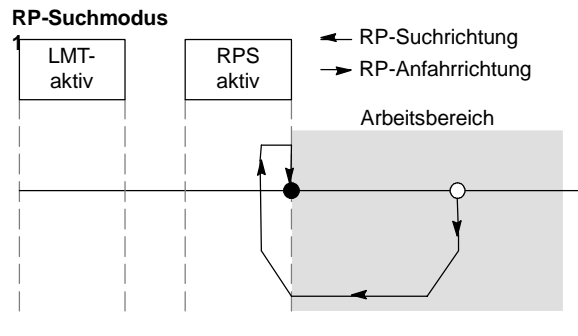 RP-Suchmodus
1
LMT-
aktiv
RPS
aktiv
RP-Suchrichtung
RP-Anfahrrichtung
Arbeitsbereich